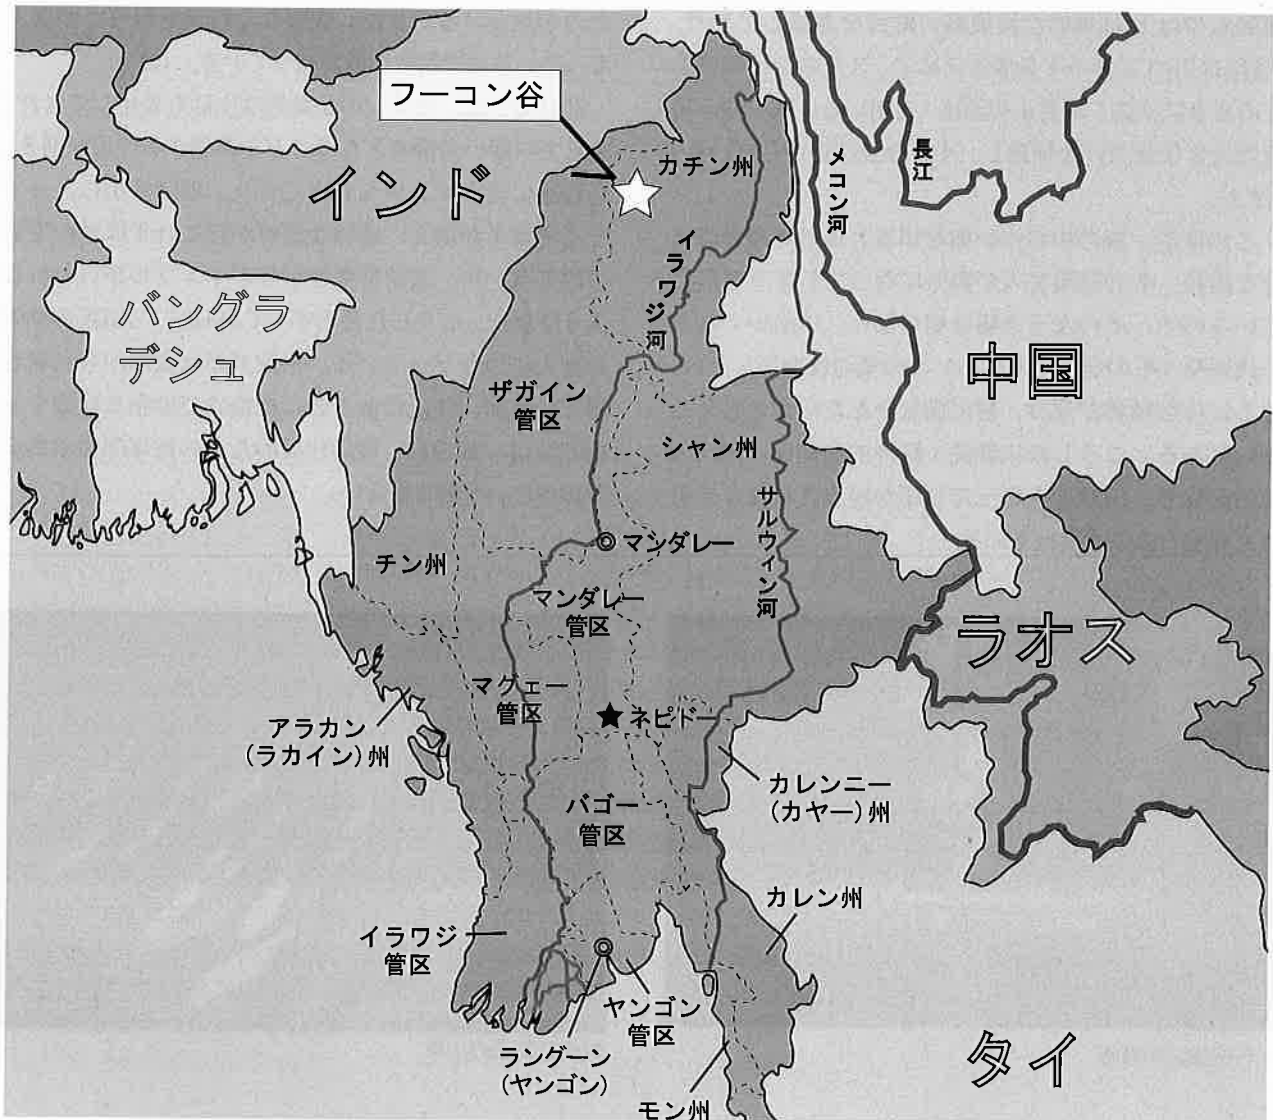 フーコン谷
カチン州
インド
メコン河
長江
イラワジ河
バングラ
デシュ
中国
ザガイン
管区
シャン州
サルウィン河
マンダレー
チン州
マンダレー
管区
ラオス
マグェー
管区
ネピドー
アラカン
(ラカイン)州
カレンニー
(カヤー)州
バゴー
管区
カレン州
イラワジ
管区
ヤンゴン
管区
ラングーン
(ヤンゴン)
タイ
モン州